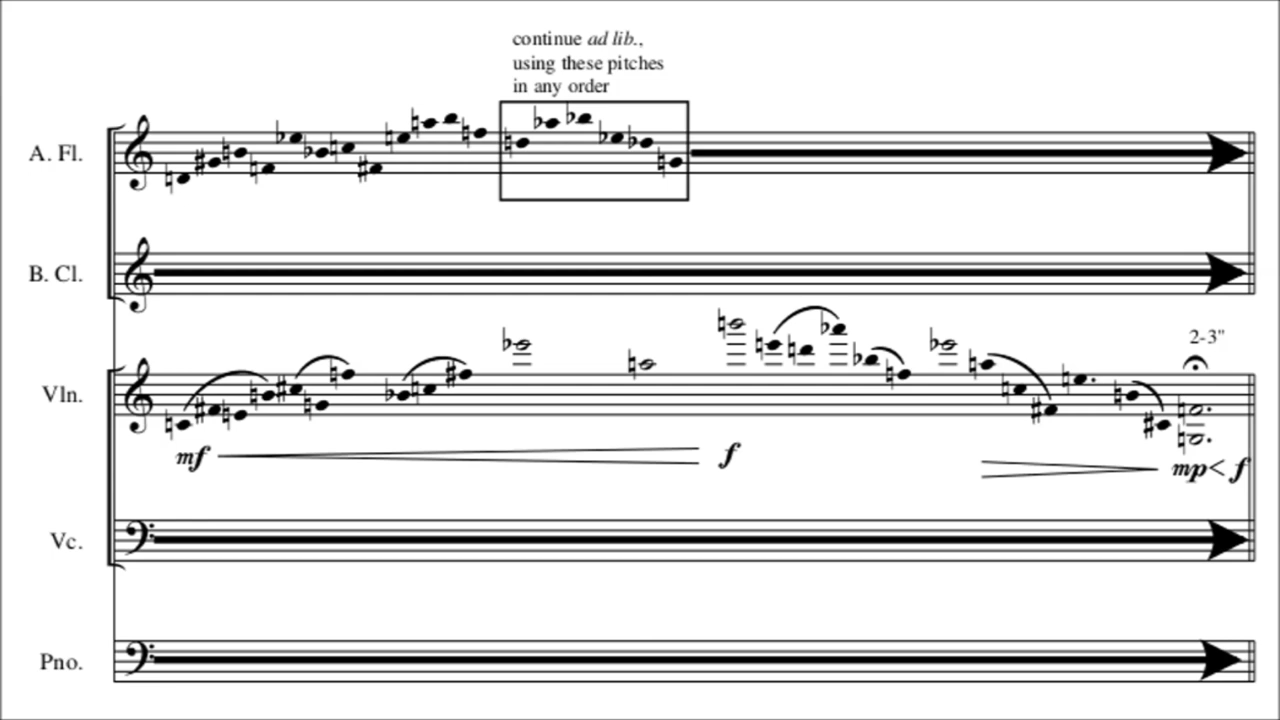 continue ad lib.,
using these pitches
in any order
A. Fl.
B. Cl.
2-3"
Vln.
mf
f
mp
f
Vc.
Pno.